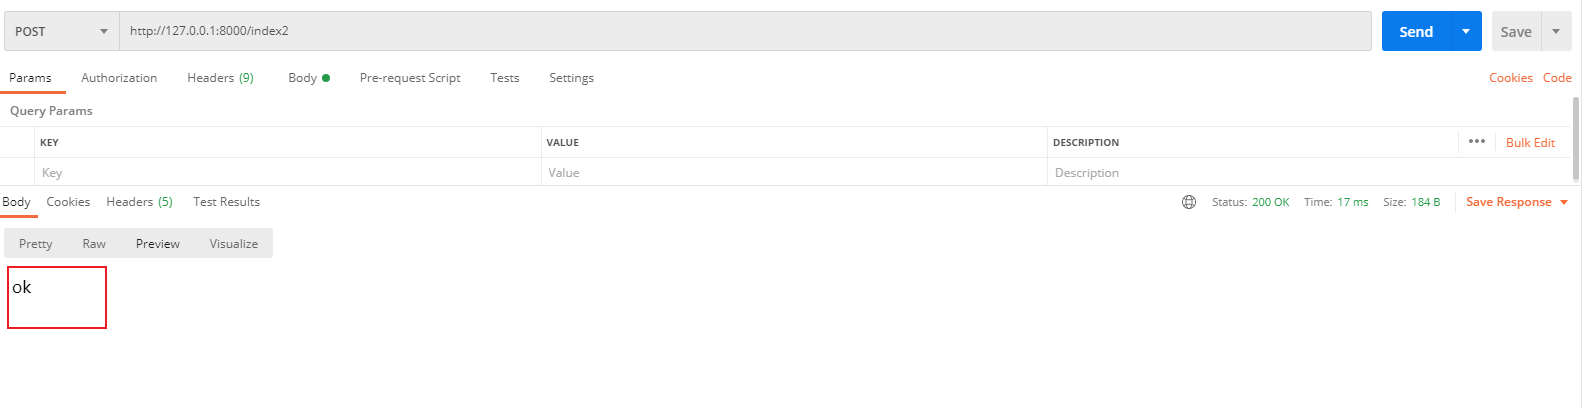 POST http://127.0.0.1:8000/index2 Send Save
Params Authorization Headers (9) Body Pre-request Script Tests Settings Cookies Code
Query Params
KEY VALUE DESCRIPTION ••• Bulk Edit
Key Value Description
Body Cookies Headers (5) Test Results Status: 200 OK Time: 17 ms Size: 184 B Save Response
Pretty Raw Preview Visualize
ok